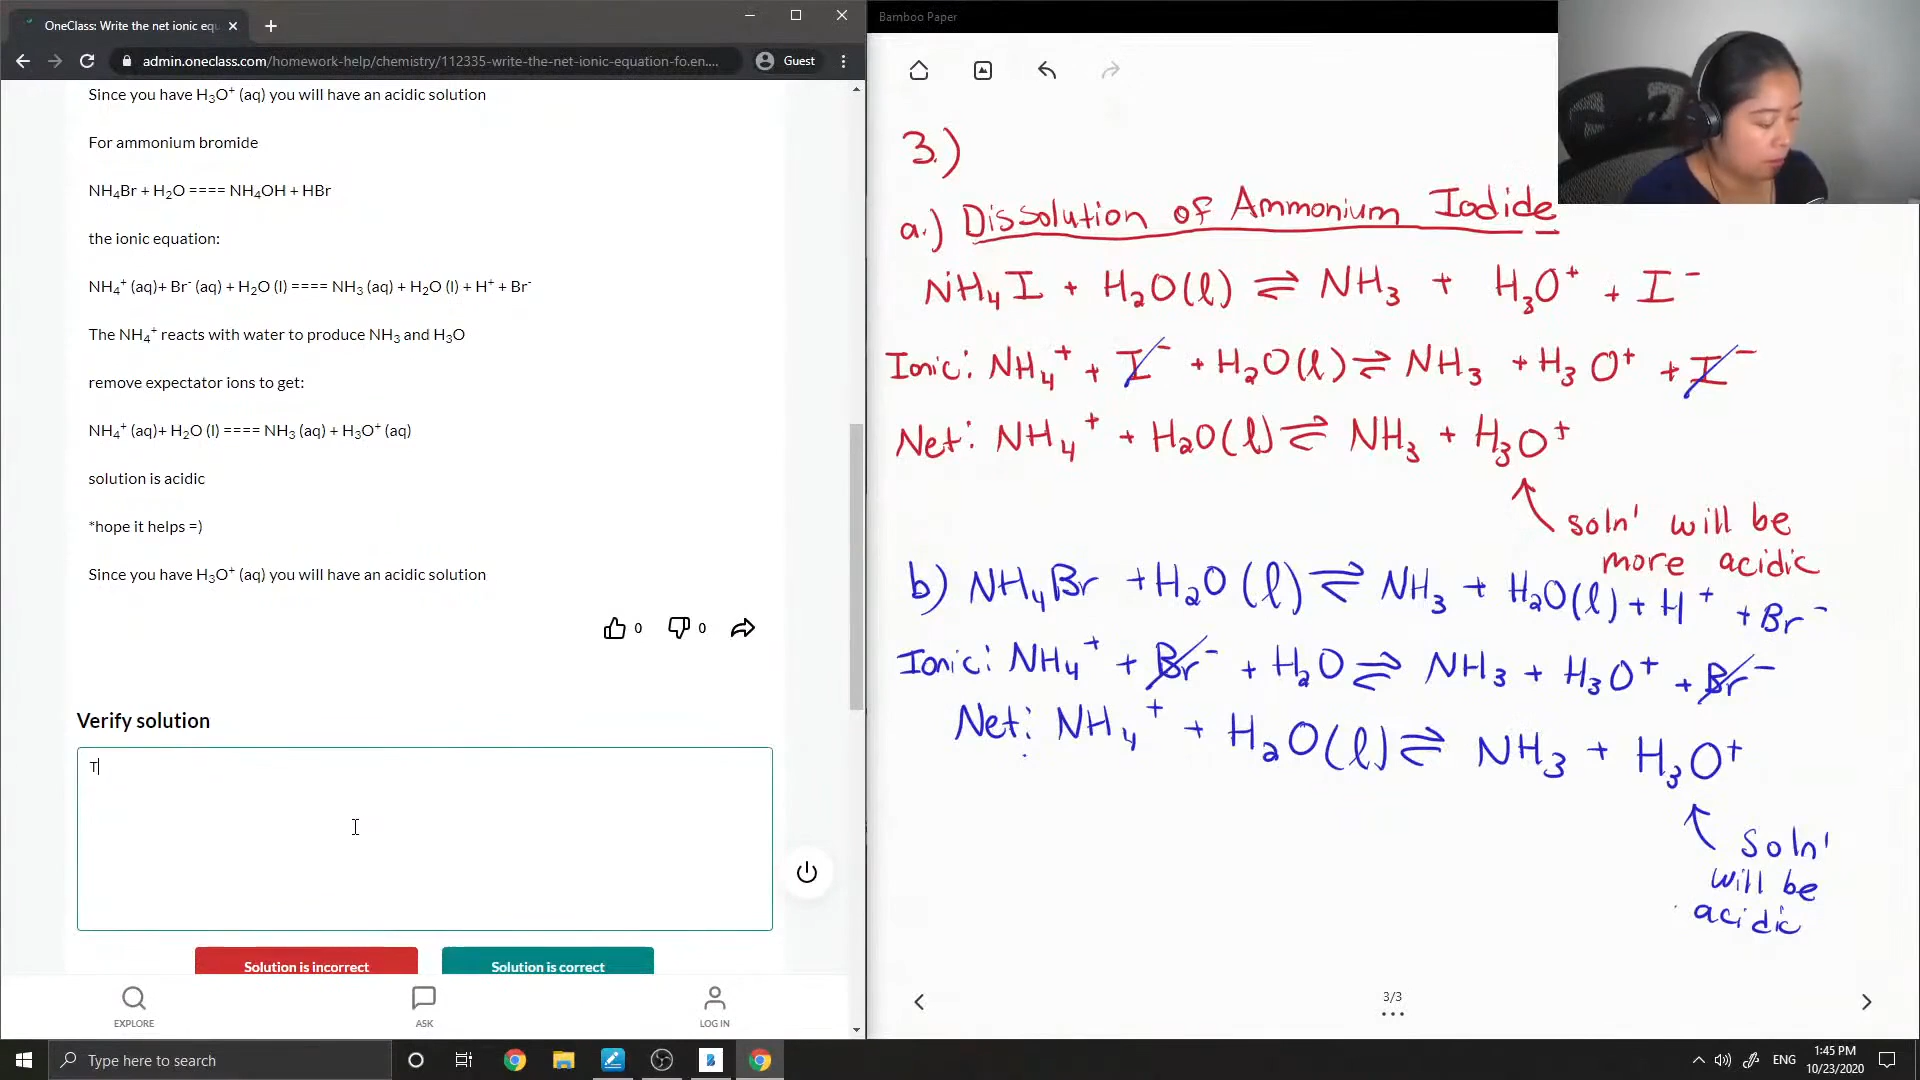 OneClass: Write the net ionic equ
admin.oneclass.com/homework-help/chemistry/112335-write-the-net-ionic-equation-fo.en....
Guest
Since you have H₃O⁺ (aq) you will have an acidic solution
For ammonium bromide
NH₄Br + H₂O ==== NH₄OH + HBr
the ionic equation:
NH₄⁺ (aq)+ Br⁻ (aq) + H₂O (l) ==== NH₃ (aq) + H₂O (l) + H⁺ + Br⁻
The NH₄⁺ reacts with water to produce NH₃ and H₃O
remove expectator ions to get:
NH₄⁺ (aq)+ H₂O (l) ==== NH₃ (aq) + H₃O⁺ (aq)
solution is acidic
*hope it helps =)
Since you have H₃O⁺ (aq) you will have an acidic solution
0
0
Verify solution
T
Solution is incorrect
Solution is correct
EXPLORE
ASK
LOG IN
Bamboo Paper
3.)
a.) Dissolution of Ammonium Iodide
NH₄I + H₂O(l) ⇌ NH₃ + H₃O⁺ + I⁻
Ionic: NH₄⁺ + I⁻ + H₂O(l) ⇌ NH₃ + H₃O⁺ + I⁻
Net: NH₄⁺ + H₂O(l) ⇌ NH₃ + H₃O⁺
soln' will be
more acidic
b) NH₄Br + H₂O(l) ⇌ NH₃ + H₂O(l) + H⁺ + Br⁻
Ionic: NH₄⁺ + Br⁻ + H₂O ⇌ NH₃ + H₃O⁺ + Br⁻
Net: NH₄⁺ + H₂O(l) ⇌ NH₃ + H₃O⁺
soln'
will be
acidic
3/3
Type here to search
ENG
1:45 PM
10/23/2020